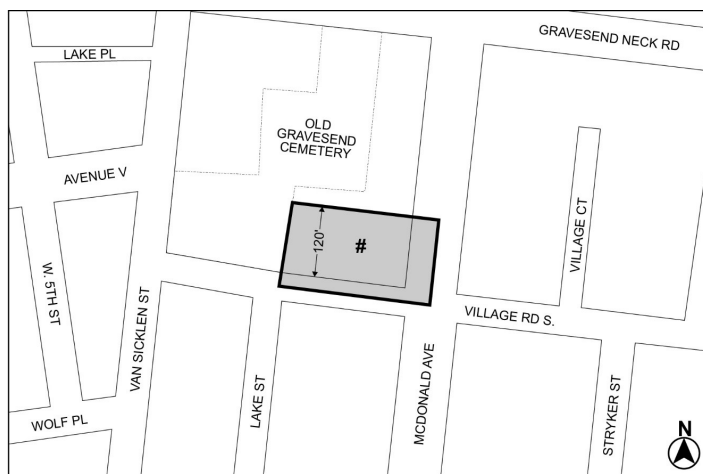 GRAVESEND NECK RD
LAKE PL
OLD
GRAVESEND
CEMETERY
AVENUE V
VILLAGE CT
120'
#
W. 5TH ST
VAN SICKLEN ST
VILLAGE RD S.
LAKE ST
MCDONALD AVE
STRYKER ST
WOLF PL
N